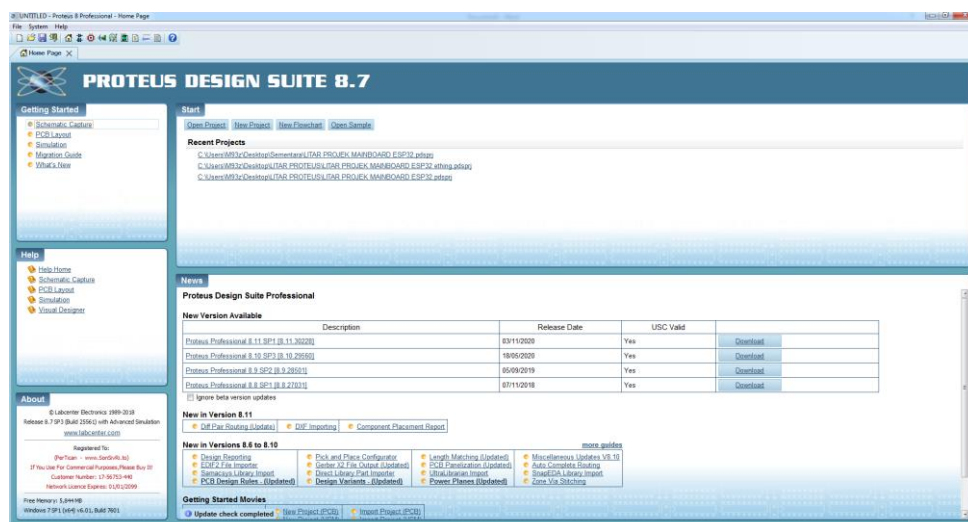 UNTITLED - Proteus 8 Professional - Home Page
File System Help
Home Page X
PROTEUS DESIGN SUITE 8.7
Getting Started
Schematic Capture
PCB Layout
Simulation
Migration Guide
What's New
Start
Open Project New Project New Flowchart Open Sample
Recent Projects
C:\Users\M93z\Desktop\Sementara\LITAR PROJEK MAINBOARD ESP32.pdsprj
C:\Users\M93z\Desktop\LITAR PROTEUS\LITAR PROJEK MAINBOARD ESP32 athing.pdsprj
C:\Users\M93z\Desktop\LITAR PROTEUS\LITAR PROJEK MAINBOARD ESP32.pdsprj
Help
Help Home
Schematic Capture
PCB Layout
Simulation
Visual Designer
News
Proteus Design Suite Professional
New Version Available
Description Release Date USC Valid
Proteus Professional 8.11 SP1 [8.11.30228] 03/11/2020 Yes Download
Proteus Professional 8.10 SP3 [8.10.29560] 18/05/2020 Yes Download
Proteus Professional 8.9 SP2 [8.9.28501] 05/09/2019 Yes Download
Proteus Professional 8.8 SP1 [8.8.27031] 07/11/2018 Yes Download
Ignore beta version updates
New in Version 8.11
Diff Pair Routing (Update) DXF Importing Component Placement Report
New in Versions 8.6 to 8.10 more guides
Design Reporting Pick and Place Configurator Length Matching (Updated) Miscellaneous Updates V8.10
EDIF2 File Importer Gerber X2 File Output (Updated) PCB Panelization (Updated) Auto Complete Routing
Samacsys Library Import Direct Library Part Importer UltraLibrarian Import SnapEDA Library Import
PCB Design Rules - (Updated) Design Variants - (Updated) Power Planes (Updated) Zone Via Stitching
Getting Started Movies
New Project (PCB) Import Project (PCB)
Update check completed
About
© Labcenter Electronics 1989-2018
Release 8.7 SP3 (Build 25561) with Advanced Simulation
www.labcenter.com
Registered To:
Customer Number: 17-56753-440
Network Licence Expires: 01/01/2099
Free Memory: 5,844 MB
Windows 7 SP1 (x64) v6.01, Build 7601